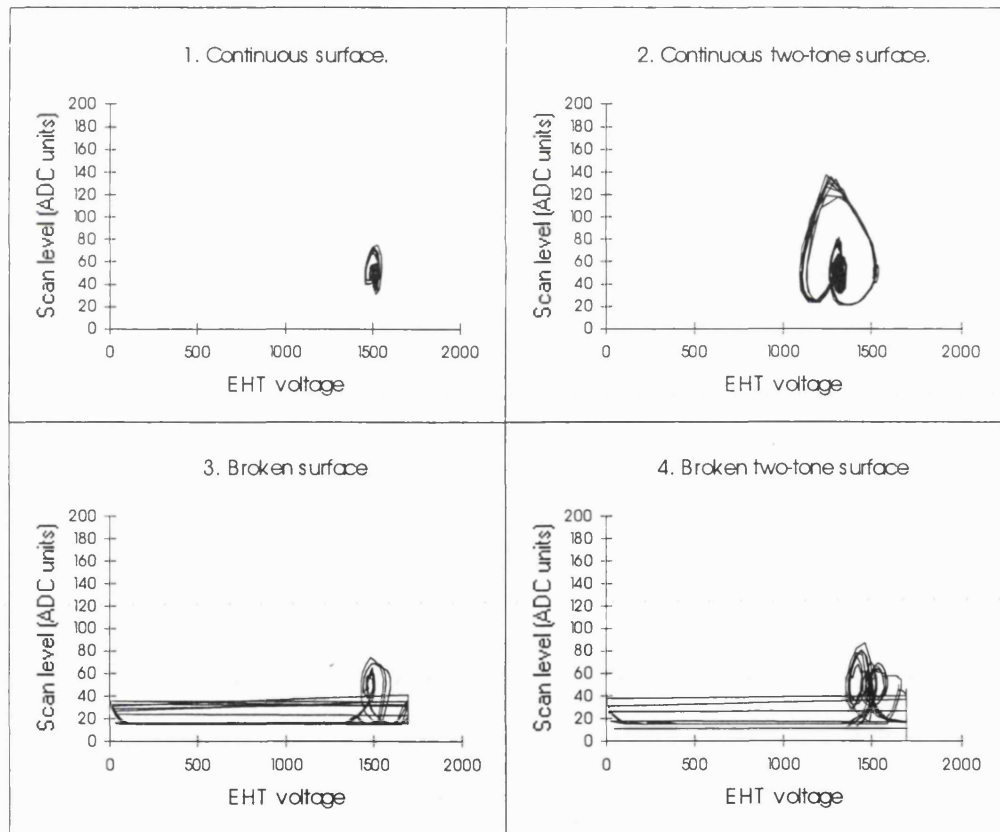 1. Continuous surface.
Scan level (ADC units)
200
180
160
140
120
100
80
60
40
20
0
0 500 1000 1500 2000
EHT voltage
2. Continuous two-tone surface.
Scan level (ADC units)
200
180
160
140
120
100
80
60
40
20
0
0 500 1000 1500 2000
EHT voltage
3. Broken surface
Scan level (ADC units)
200
180
160
140
120
100
80
60
40
20
0
0 500 1000 1500 2000
EHT voltage
4. Broken two-tone surface
Scan level (ADC units)
200
180
160
140
120
100
80
60
40
20
0
0 500 1000 1500 2000
EHT voltage